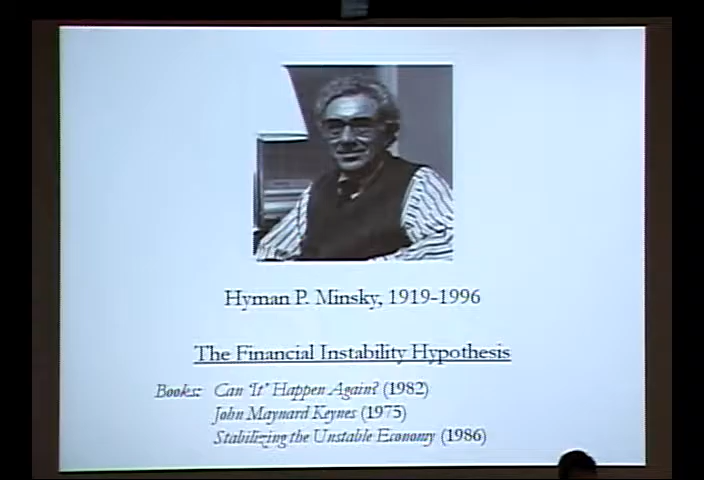 Hyman P. Minsky, 1919-1996
The Financial Instability Hypothesis
Books: Can 'It' Happen Again? (1982)
John Maynard Keynes (1975)
Stabilizing the Unstable Economy (1986)